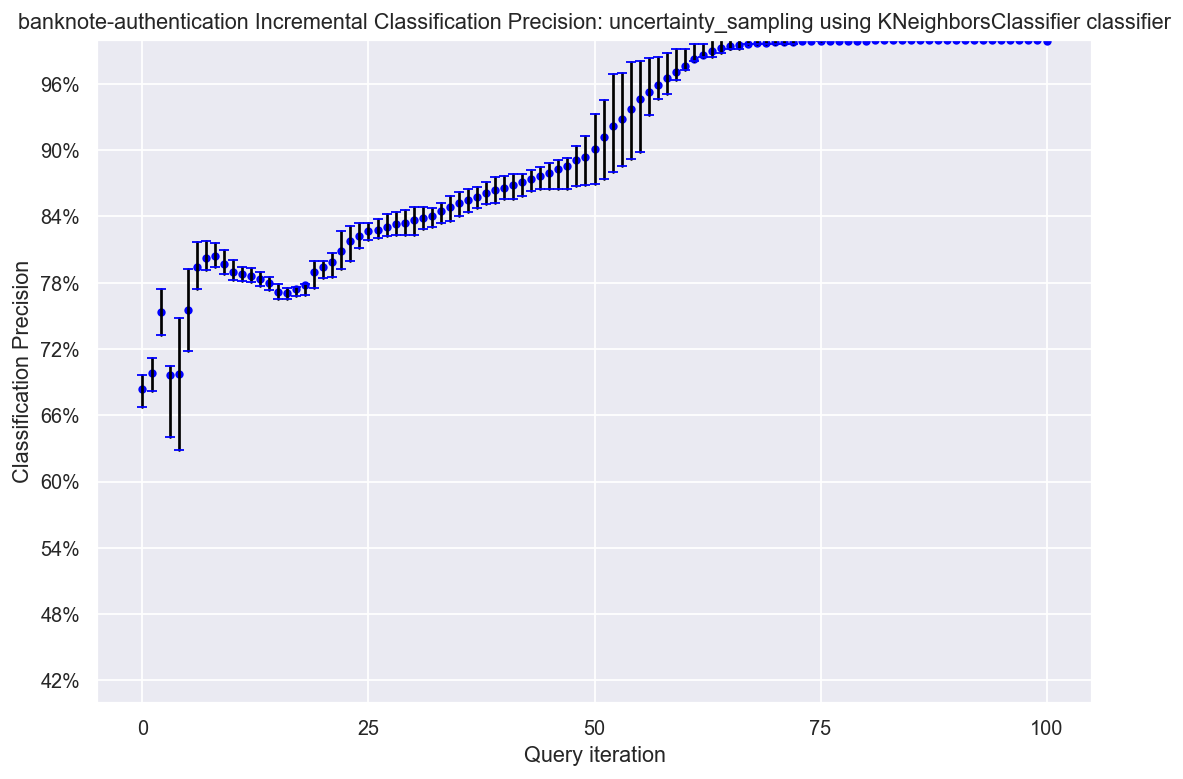 banknote-authentication Incremental Classification Precision: uncertainty_sampling using KNeighborsClassifier classifier
Classification Precision
96%
90%
84%
78%
72%
66%
60%
54%
48%
42%
0 25 50 75 100
Query iteration